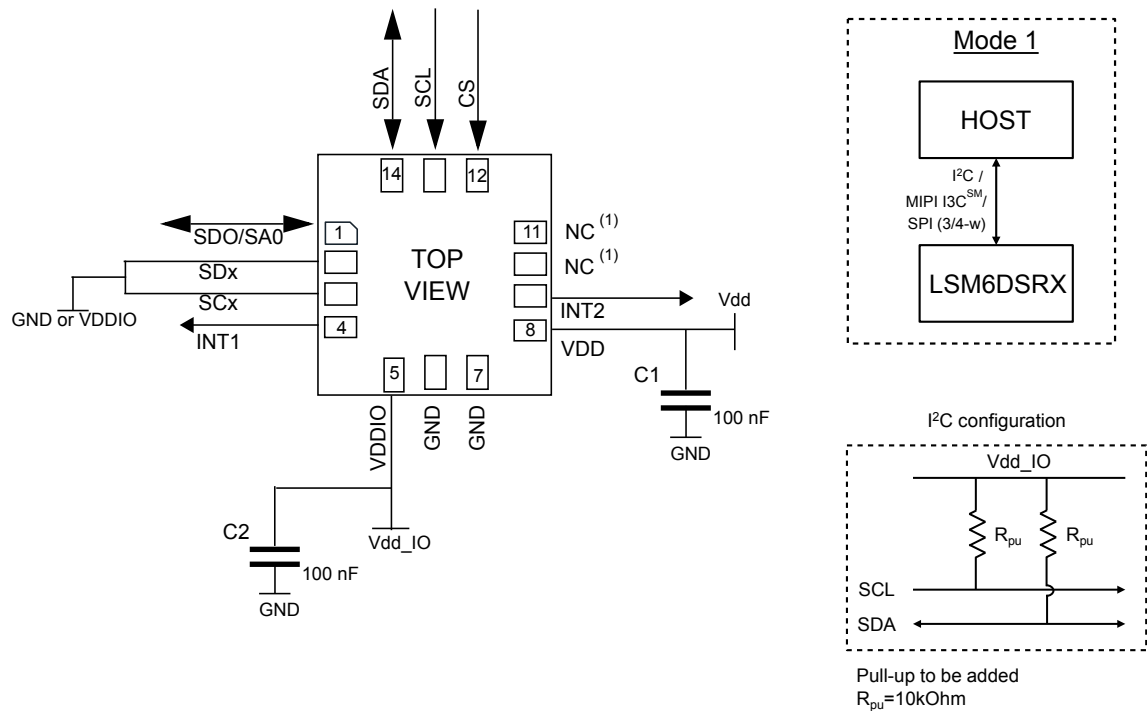 SDA
SCL
CS
14
12
SDO/SA0
1
11
NC (1)
TOP
VIEW
NC (1)
SDx
SCx
GND or VDDIO
INT1
4
INT2
8
VDD
Vdd
5
7
VDDIO
GND
GND
C1
100 nF
GND
C2
100 nF
GND
Vdd_IO
Mode 1
HOST
I²C /
MIPI I3C^SM/
SPI (3/4-w)
LSM6DSRX
I²C configuration
Vdd_IO
Rpu
Rpu
SCL
SDA
Pull-up to be added
Rpu=10kOhm